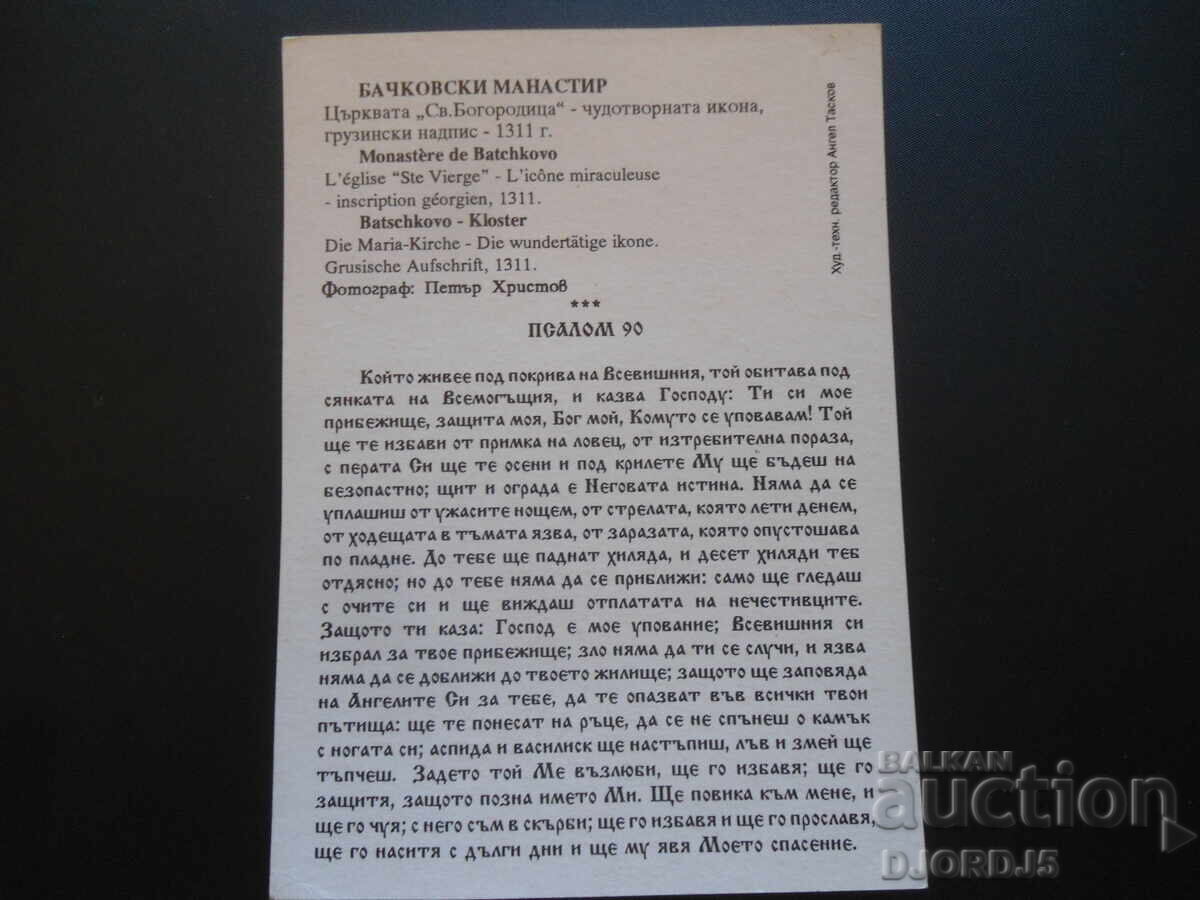 БАЧКОВСКИ МАНАСТИР
Църквата „Св.Богородица“ - чудотворната икона,
грузински надпис - 1311 г.
Monastère de Batchkovo
L'église "Ste Vierge" - L'icône miraculeuse
- inscription géorgien, 1311.
Batschkovo - Kloster
Die Maria-Kirche - Die wundertätige ikone.
Grusische Aufschrift, 1311.
Фотограф: Петър Христов
***
ПСАЛОМ 90
Който живее под покрива на Всевишния, той обитава под
сянката на Всемогъщия, и казва Господу: Ти си мое
прибежище, защита моя, Бог мой, Комуто се уповавам! Той
ще те избави от примка на ловец, от изтребителна пораза,
с перата Си ще те осени и под крилете Му ще бъдеш на
безопастно; щит и ограда е Неговата истина. Няма да се
уплашиш от ужасите нощем, от стрелата, която лети денем,
от ходещата в тъмата язва, от заразата, която опустошава
по пладне. До тебе ще паднат хиляда, и десет хиляди теб
отдясно; но до тебе няма да се приближи: само ще гледаш
с очите си и ще виждаш отплатата на нечестивците.
Защото ти каза: Господ е мое упование; Всевишния си
избрал за твое прибежище; зло няма да ти се случи, и язва
няма да се доближи до твоето жилище; защото ще заповяда
на Ангелите Си за тебе, да те опазват във всички твои
пътища: ще те понесат на ръце, да се не спънеш о камък
с ногата си; аспида и василиск ще настъпиш, лъв и змей ще
тъпчеш. Задето той Ме възлюби, ще го избавя; ще го
защитя, защото позна името Ми. Ще повика към мене, и
ще го чуя; с него съм в скърби; ще го избавя и ще го прославя,
ще го наситя с дълги дни и ще му явя Моето спасение.
Худ.-техн. редактор Ангел Тасков
BALKAN
auction
DJORDJ5